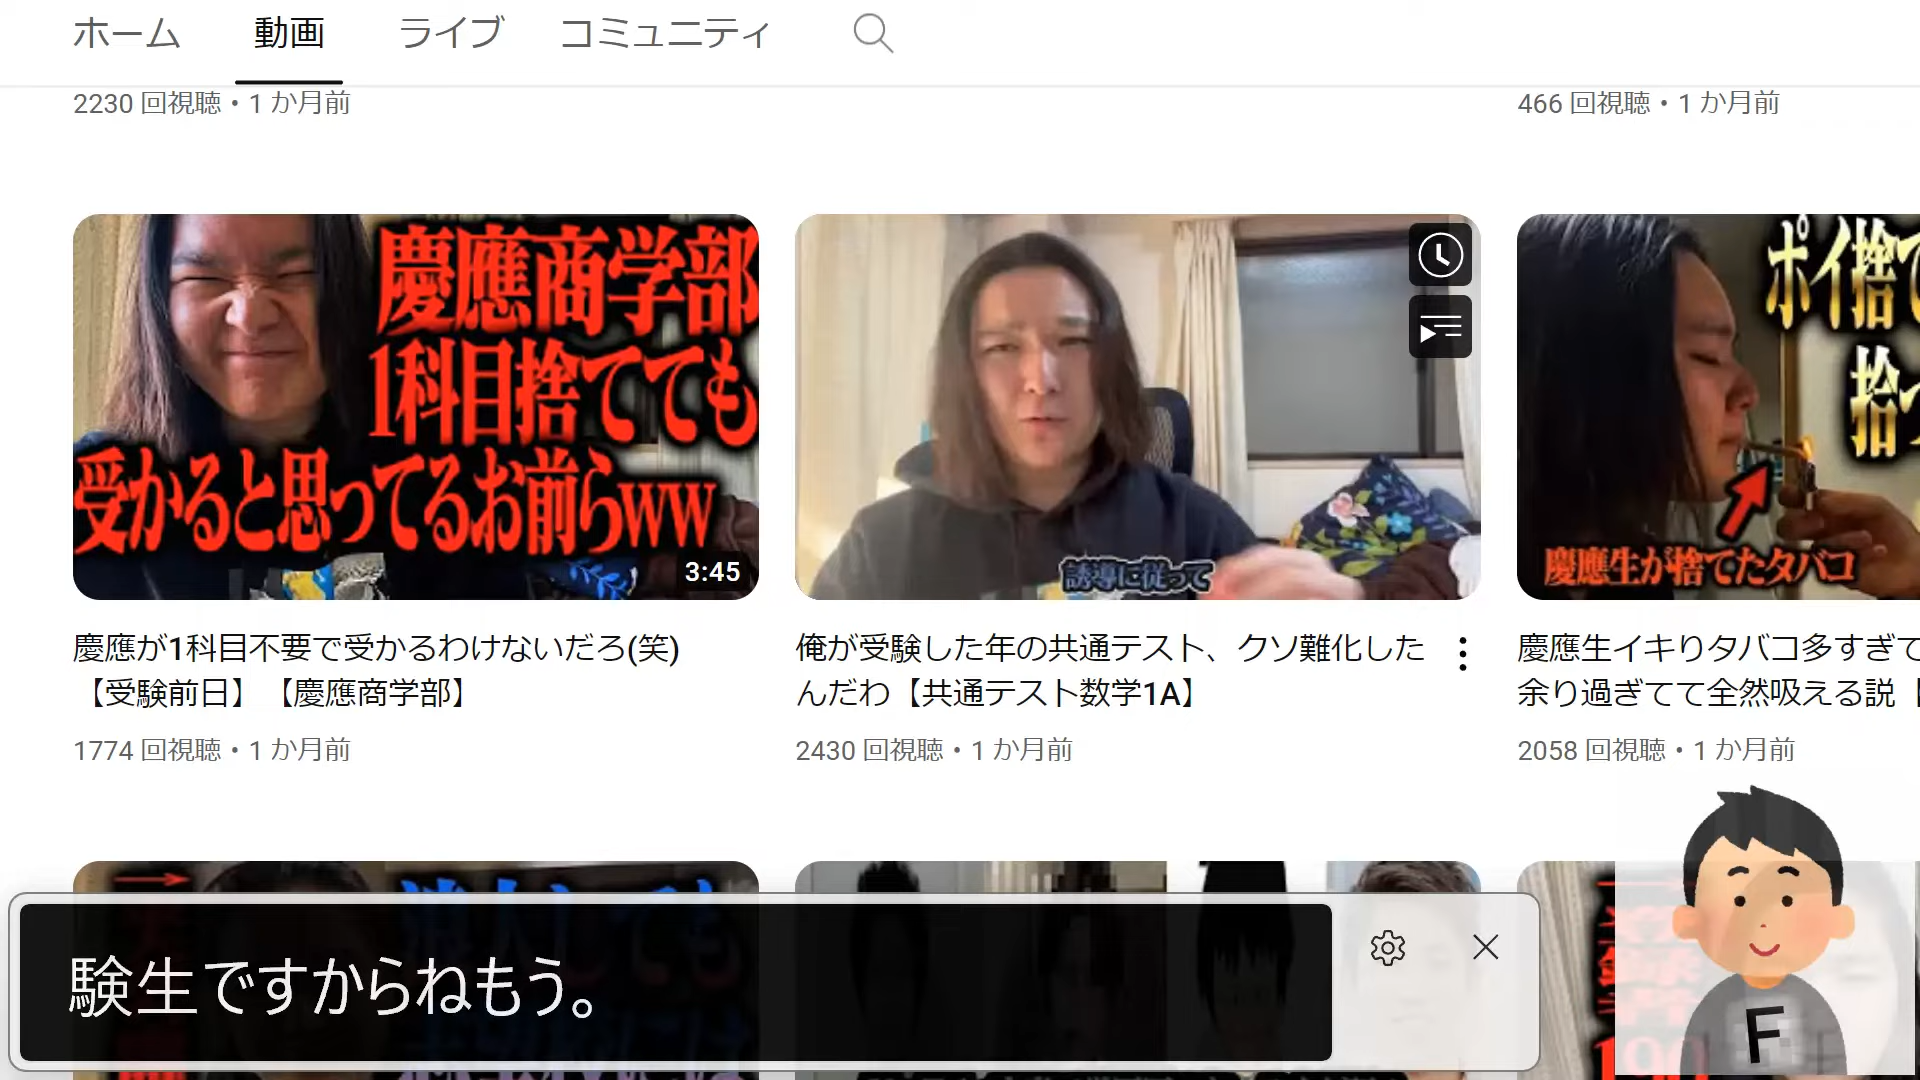 ホーム 動画 ライブ コミュニティ
2230 回視聴・1 か月前
466 回視聴・1 か月前
慶應商学部
1科目捨てても
受かると思ってるお前らww
3:45
誘導に従って
ポイ捨て
拾っ
慶應生が捨てたタバコ
慶應が1科目不要で受かるわけないだろ(笑)
【受験前日】【慶應商学部】
1774 回視聴・1 か月前
俺が受験した年の共通テスト、クソ難化した
んだわ【共通テスト数学1A】
2430 回視聴・1 か月前
慶應生イキりタバコ多すぎて
余り過ぎてて全然吸える説
2058 回視聴・1 か月前
験生ですからねもう。
F